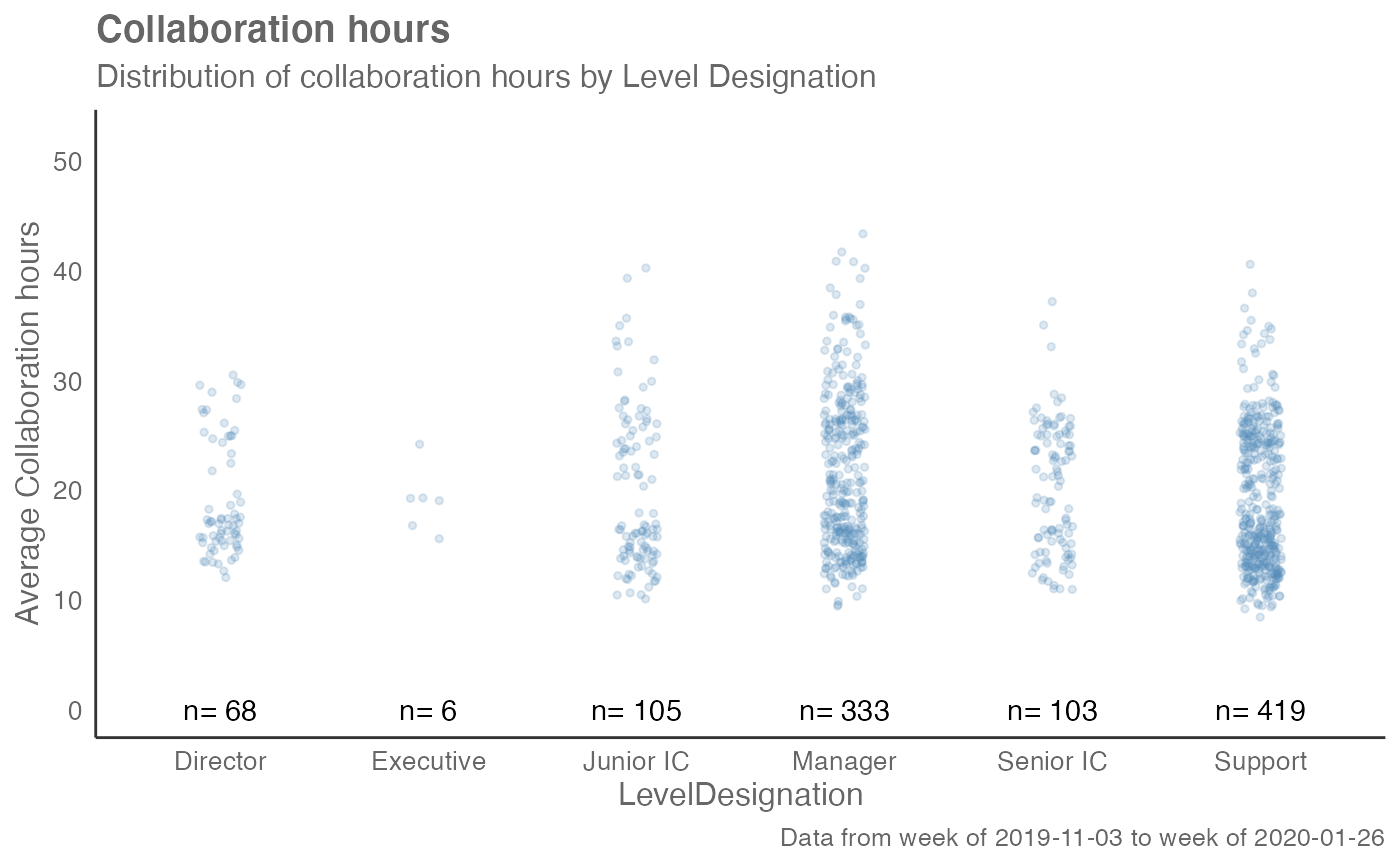 Collaboration hours
Distribution of collaboration hours by Level Designation
Average Collaboration hours
50
40
30
20
10
0
n= 68 n= 6 n= 105 n= 333 n= 103 n= 419
Director Executive Junior IC Manager Senior IC Support
LevelDesignation
Data from week of 2019-11-03 to week of 2020-01-26